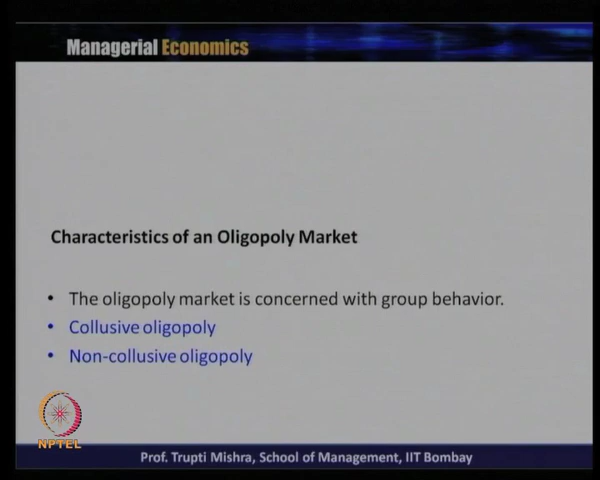 Managerial Economics
Characteristics of an Oligopoly Market
• The oligopoly market is concerned with group behavior.
• Collusive oligopoly
• Non-collusive oligopoly
NPTEL
Prof. Trupti Mishra, School of Management, IIT Bombay